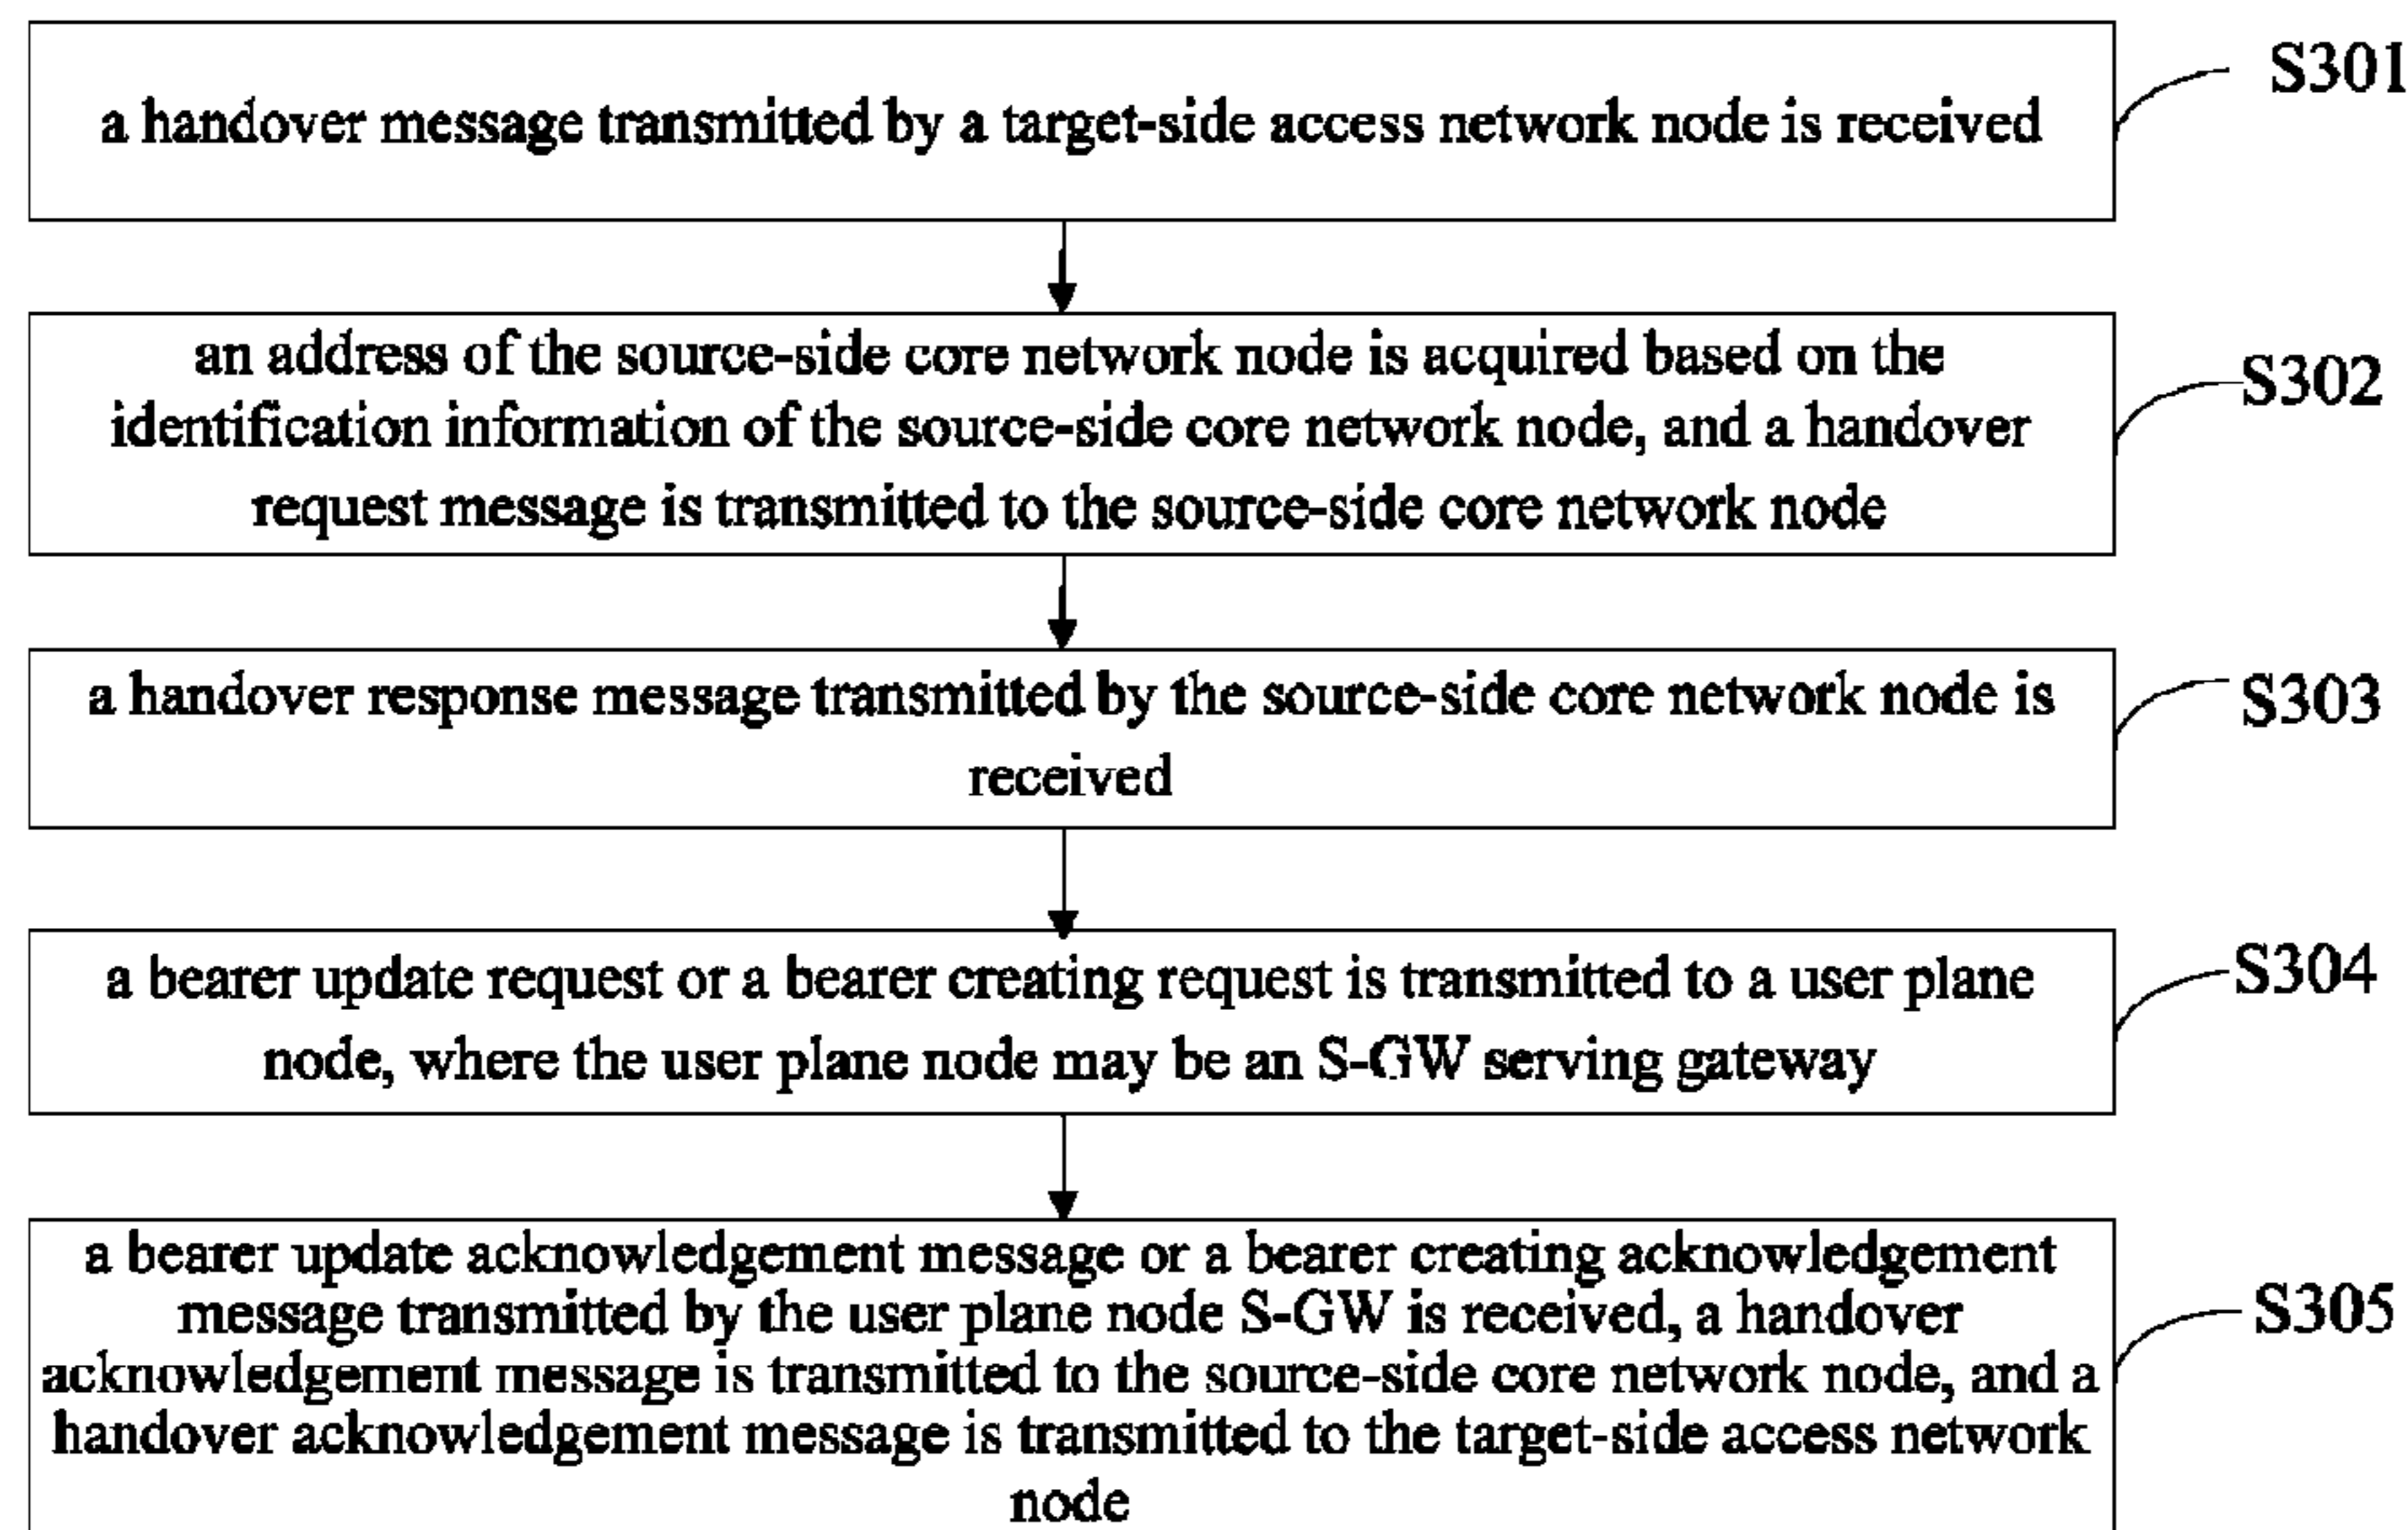 a handover message transmitted by a target-side access network node is received
S301
an address of the source-side core network node is acquired based on the
identification information of the source-side core network node, and a handover
request message is transmitted to the source-side core network node
S302
a handover response message transmitted by the source-side core network node is
received
S303
a bearer update request or a bearer creating request is transmitted to a user plane
node, where the user plane node may be an S-GW serving gateway
S304
a bearer update acknowledgement message or a bearer creating acknowledgement
message transmitted by the user plane node S-GW is received, a handover
acknowledgement message is transmitted to the source-side core network node, and a
handover acknowledgement message is transmitted to the target-side access network
node
S305